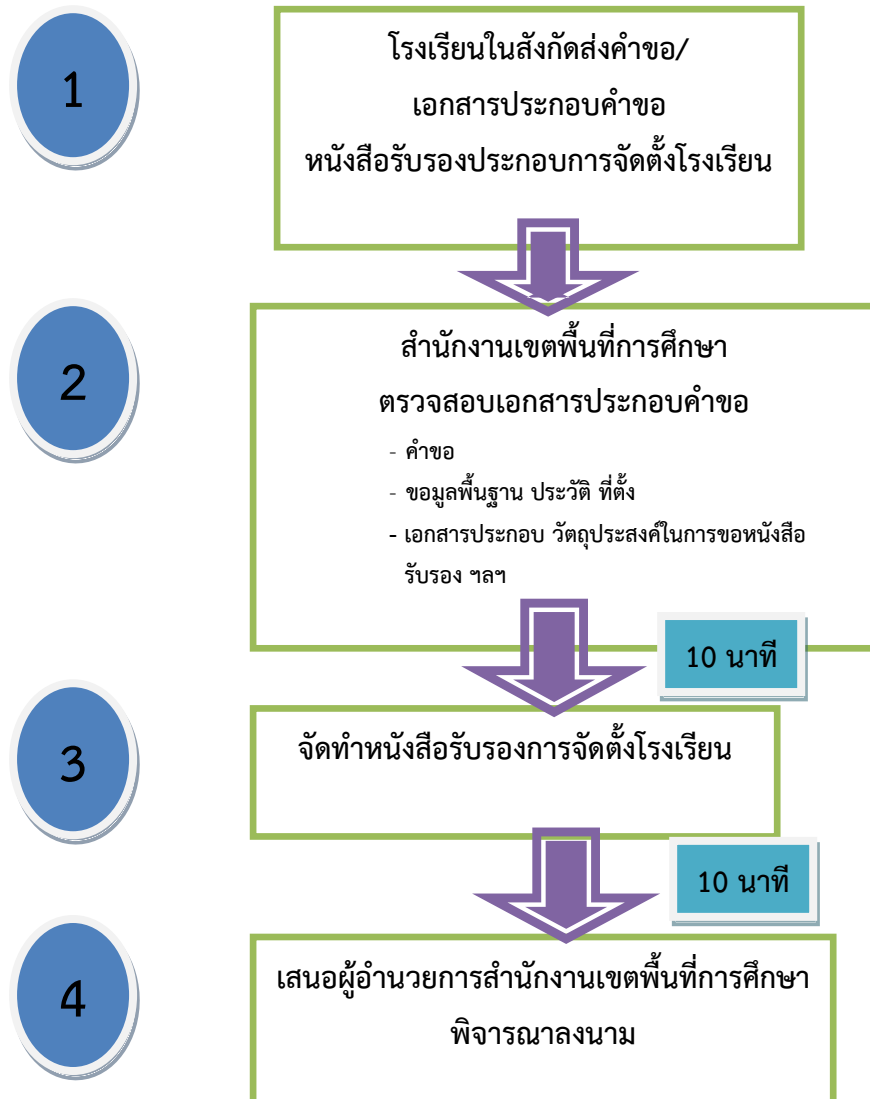 1
โรงเรียนในสังกัดส่งคำขอ/
เอกสารประกอบคำขอ
หนังสือรับรองประกอบการจัดตั้งโรงเรียน
2
สำนักงานเขตพื้นที่การศึกษา
ตรวจสอบเอกสารประกอบคำขอ
- คำขอ
- ขอมูลพื้นฐาน ประวัติ ที่ตั้ง
- เอกสารประกอบ วัตถุประสงค์ในการขอหนังสือ
รับรอง ฯลฯ
10 นาที
3
จัดทำหนังสือรับรองการจัดตั้งโรงเรียน
10 นาที
4
เสนอผู้อำนวยการสำนักงานเขตพื้นที่การศึกษา
พิจารณาลงนาม